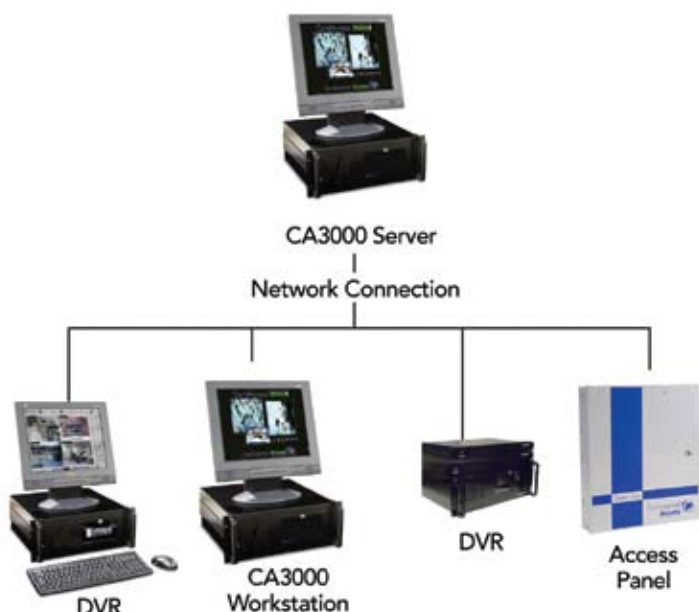 CA3000 Server
Network Connection
DVR
CA3000
Workstation
DVR
Access
Panel